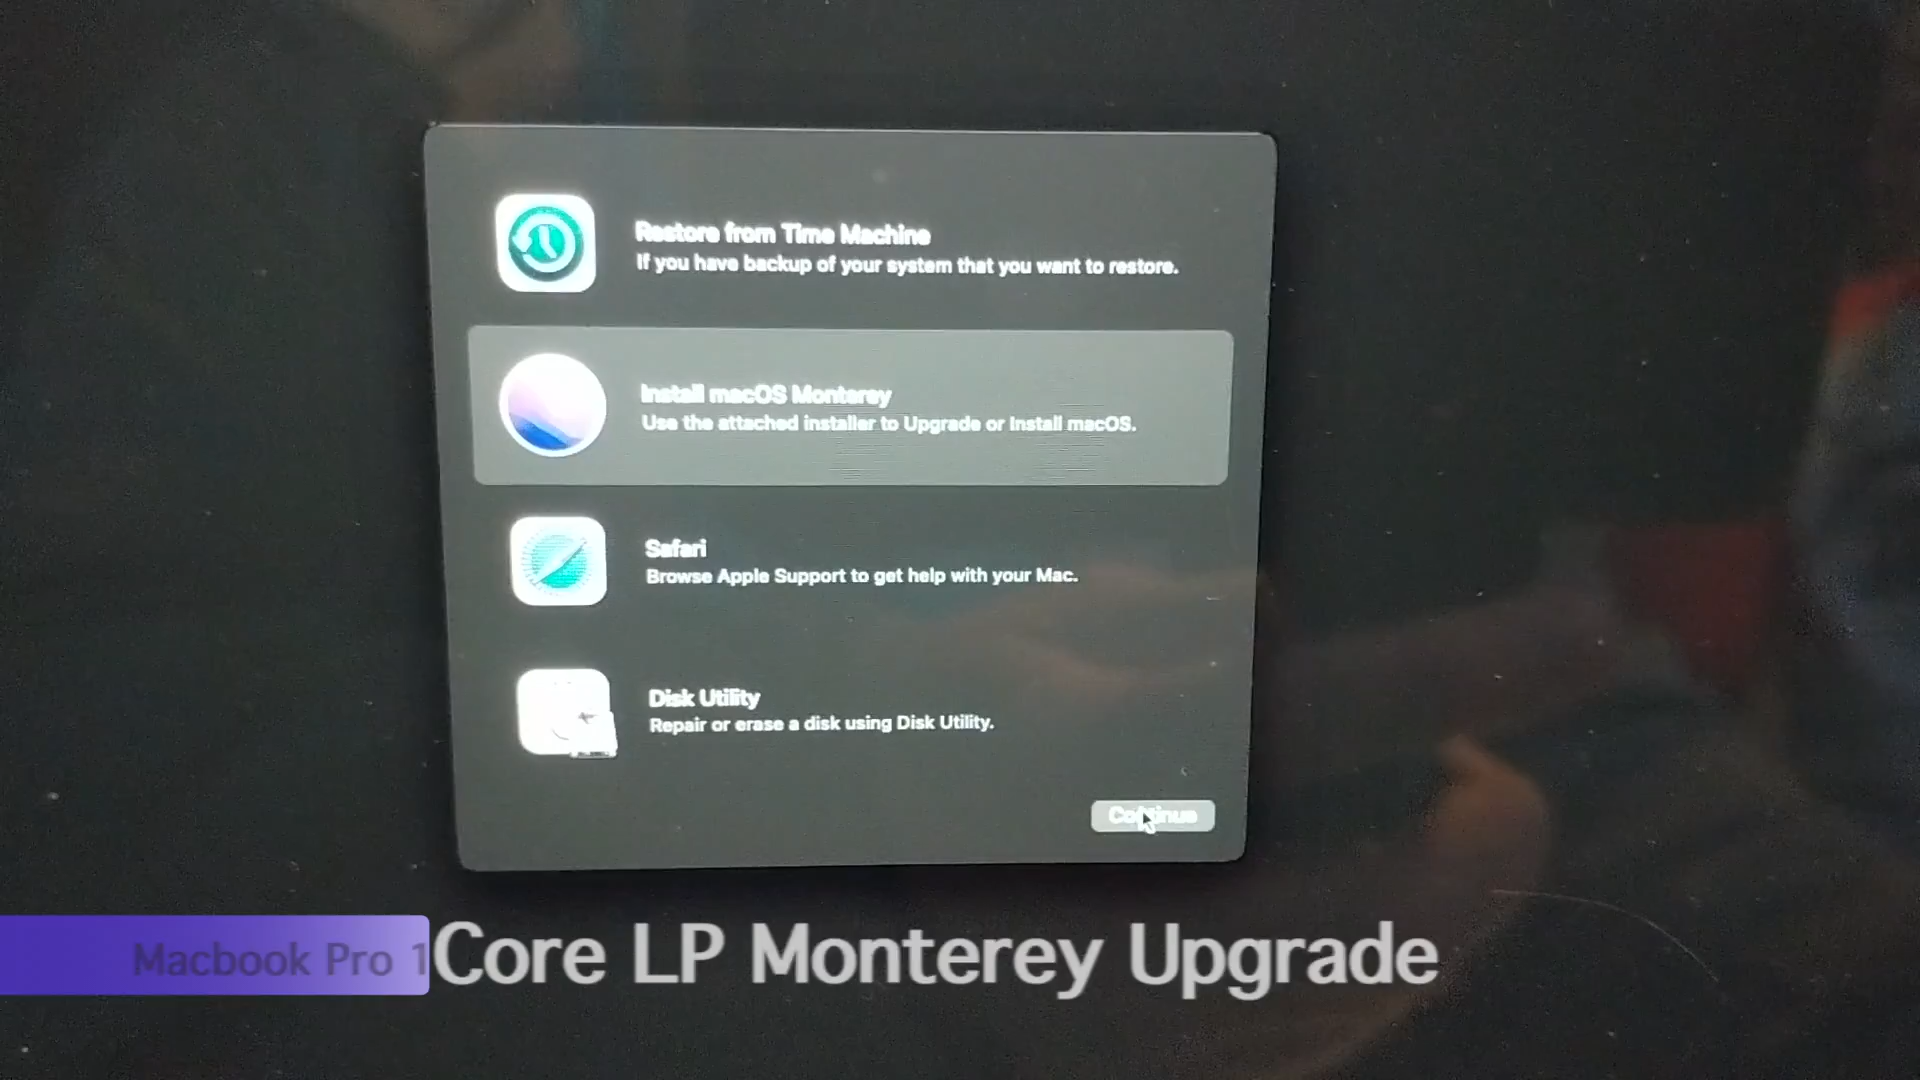 Restore from Time Machine
If you have backup of your system that you want to restore.
Install macOS Monterey
Use the attached installer to Upgrade or Install macOS.
Safari
Browse Apple Support to get help with your Mac.
Disk Utility
Repair or erase a disk using Disk Utility.
Continue
Macbook Pro 1
Core LP Monterey Upgrade